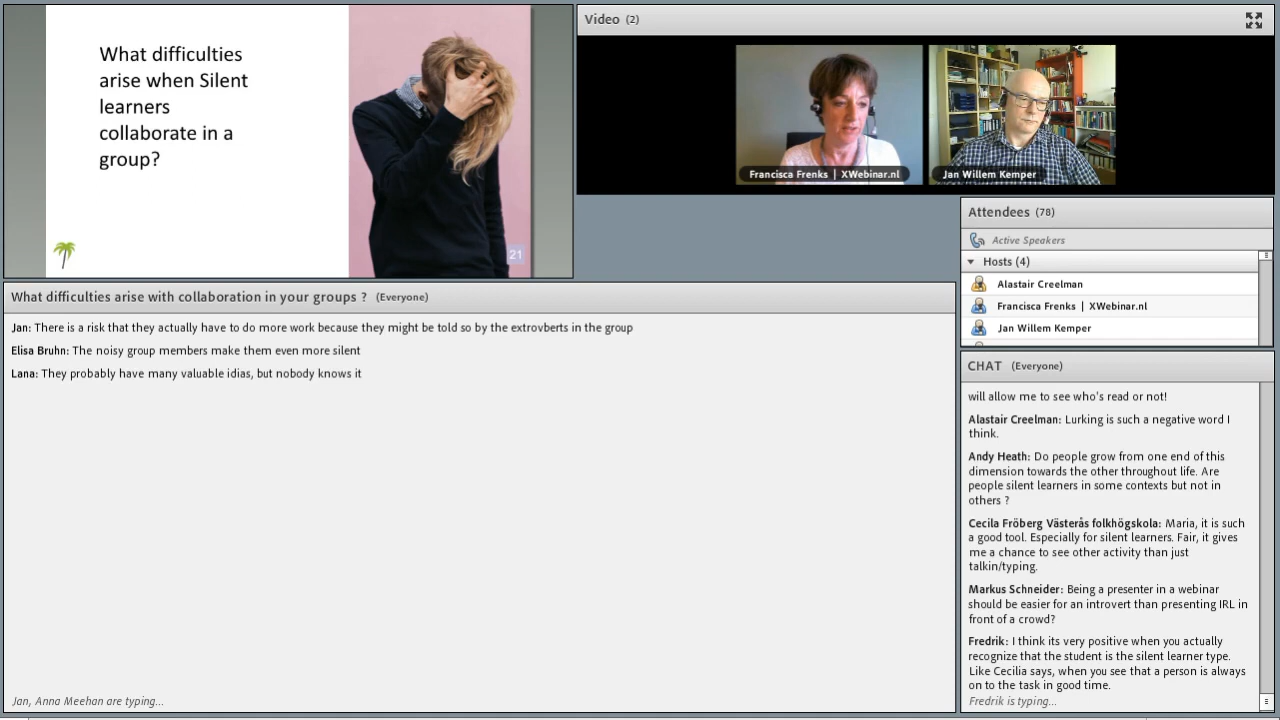 What difficulties
arise when Silent
learners
collaborate in a
group?
21
Video (2)
Francisca Frenks | XWebinar.nl
Jan Willem Kemper
Attendees (78)
Active Speakers
Hosts (4)
Alastair Creelman
Francisca Frenks | XWebinar.nl
Jan Willem Kemper
What difficulties arise with collaboration in your groups ? (Everyone)
Jan: There is a risk that they actually have to do more work because they might be told so by the extrovberts in the group
Elisa Bruhn: The noisy group members make them even more silent
Lana: They probably have many valuable idias, but nobody knows it
Jan, Anna Meehan are typing...
CHAT (Everyone)
will allow me to see who's read or not!
Alastair Creelman: Lurking is such a negative word I
think.
Andy Heath: Do people grow from one end of this
dimension towards the other throughout life. Are
people silent learners in some contexts but not in
others ?
Cecila Fröberg Västerås folkhögskola: Maria, it is such
a good tool. Especially for silent learners. Fair, it gives
me a chance to see other activity than just
talkin/typing.
Markus Schneider: Being a presenter in a webinar
should be easier for an introvert than presenting IRL in
front of a crowd?
Fredrik: I think its very positive when you actually
recognize that the student is the silent learner type.
Like Cecilia says, when you see that a person is always
on to the task in good time.
Fredrik is typing...